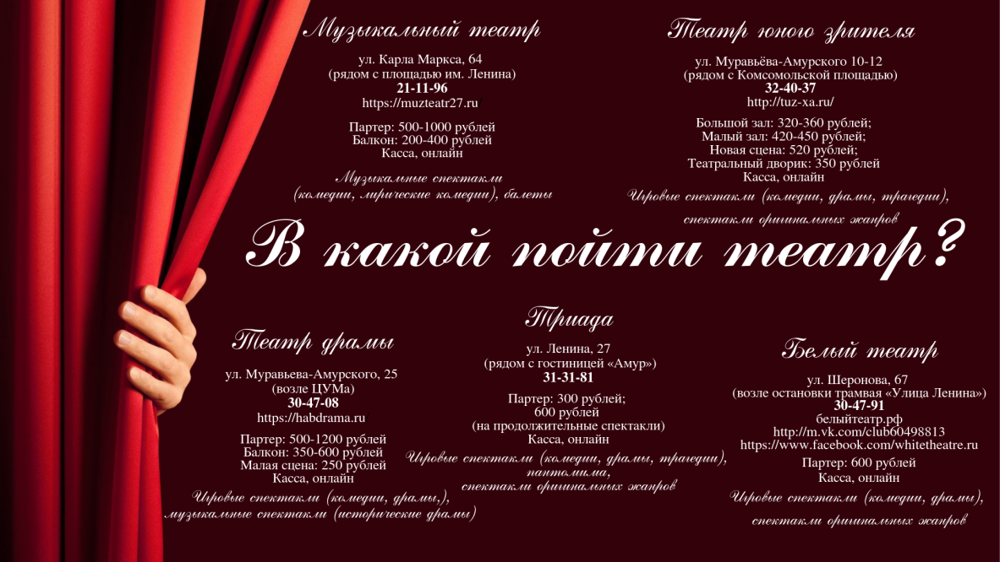 Музыкальный театр
ул. Карла Маркса, 64
(рядом с площадью им. Ленина)
21-11-96
https://muzteatr27.ru
Партер: 500-1000 рублей
Балкон: 200-400 рублей
Касса, онлайн
Музыкальные спектакли
(комедии, лирические комедии), балеты
Театр юного зрителя
ул. Муравьёва-Амурского 10-12
(рядом с Комсомольской площадью)
32-40-37
http://tuz-xa.ru/
Большой зал: 320-360 рублей;
Малый зал: 420-450 рублей;
Новая сцена: 520 рублей;
Театральный дворик: 350 рублей
Касса, онлайн
Игровые спектакли (комедии, драмы, трагедии),
спектакли оригинальных жанров
В какой пойти театр?
Театр драмы
ул. Муравьева-Амурского, 25
(возле ЦУМа)
30-47-08
https://habdrama.ru/
Партер: 500-1200 рублей
Балкон: 350-600 рублей
Малая сцена: 250 рублей
Касса, онлайн
Игровые спектакли (комедии, драмы,),
музыкальные спектакли (исторические драмы)
Триада
ул. Ленина, 27
(рядом с гостиницей «Амур»)
31-31-81
Партер: 300 рублей;
600 рублей
(на продолжительные спектакли)
Касса, онлайн
Игровые спектакли (комедии, драмы, трагедии),
пантомима,
спектакли оригинальных жанров
Белый театр
ул. Шеронова, 67
(возле остановки трамвая «Улица Ленина»)
30-47-91
белыйтеатр.рф
http://m.vk.com/club60498813
https://www.facebook.com/whitetheatre.ru
Партер: 600 рублей
Касса, онлайн
Игровые спектакли (комедии, драмы),
спектакли оригинальных жанров